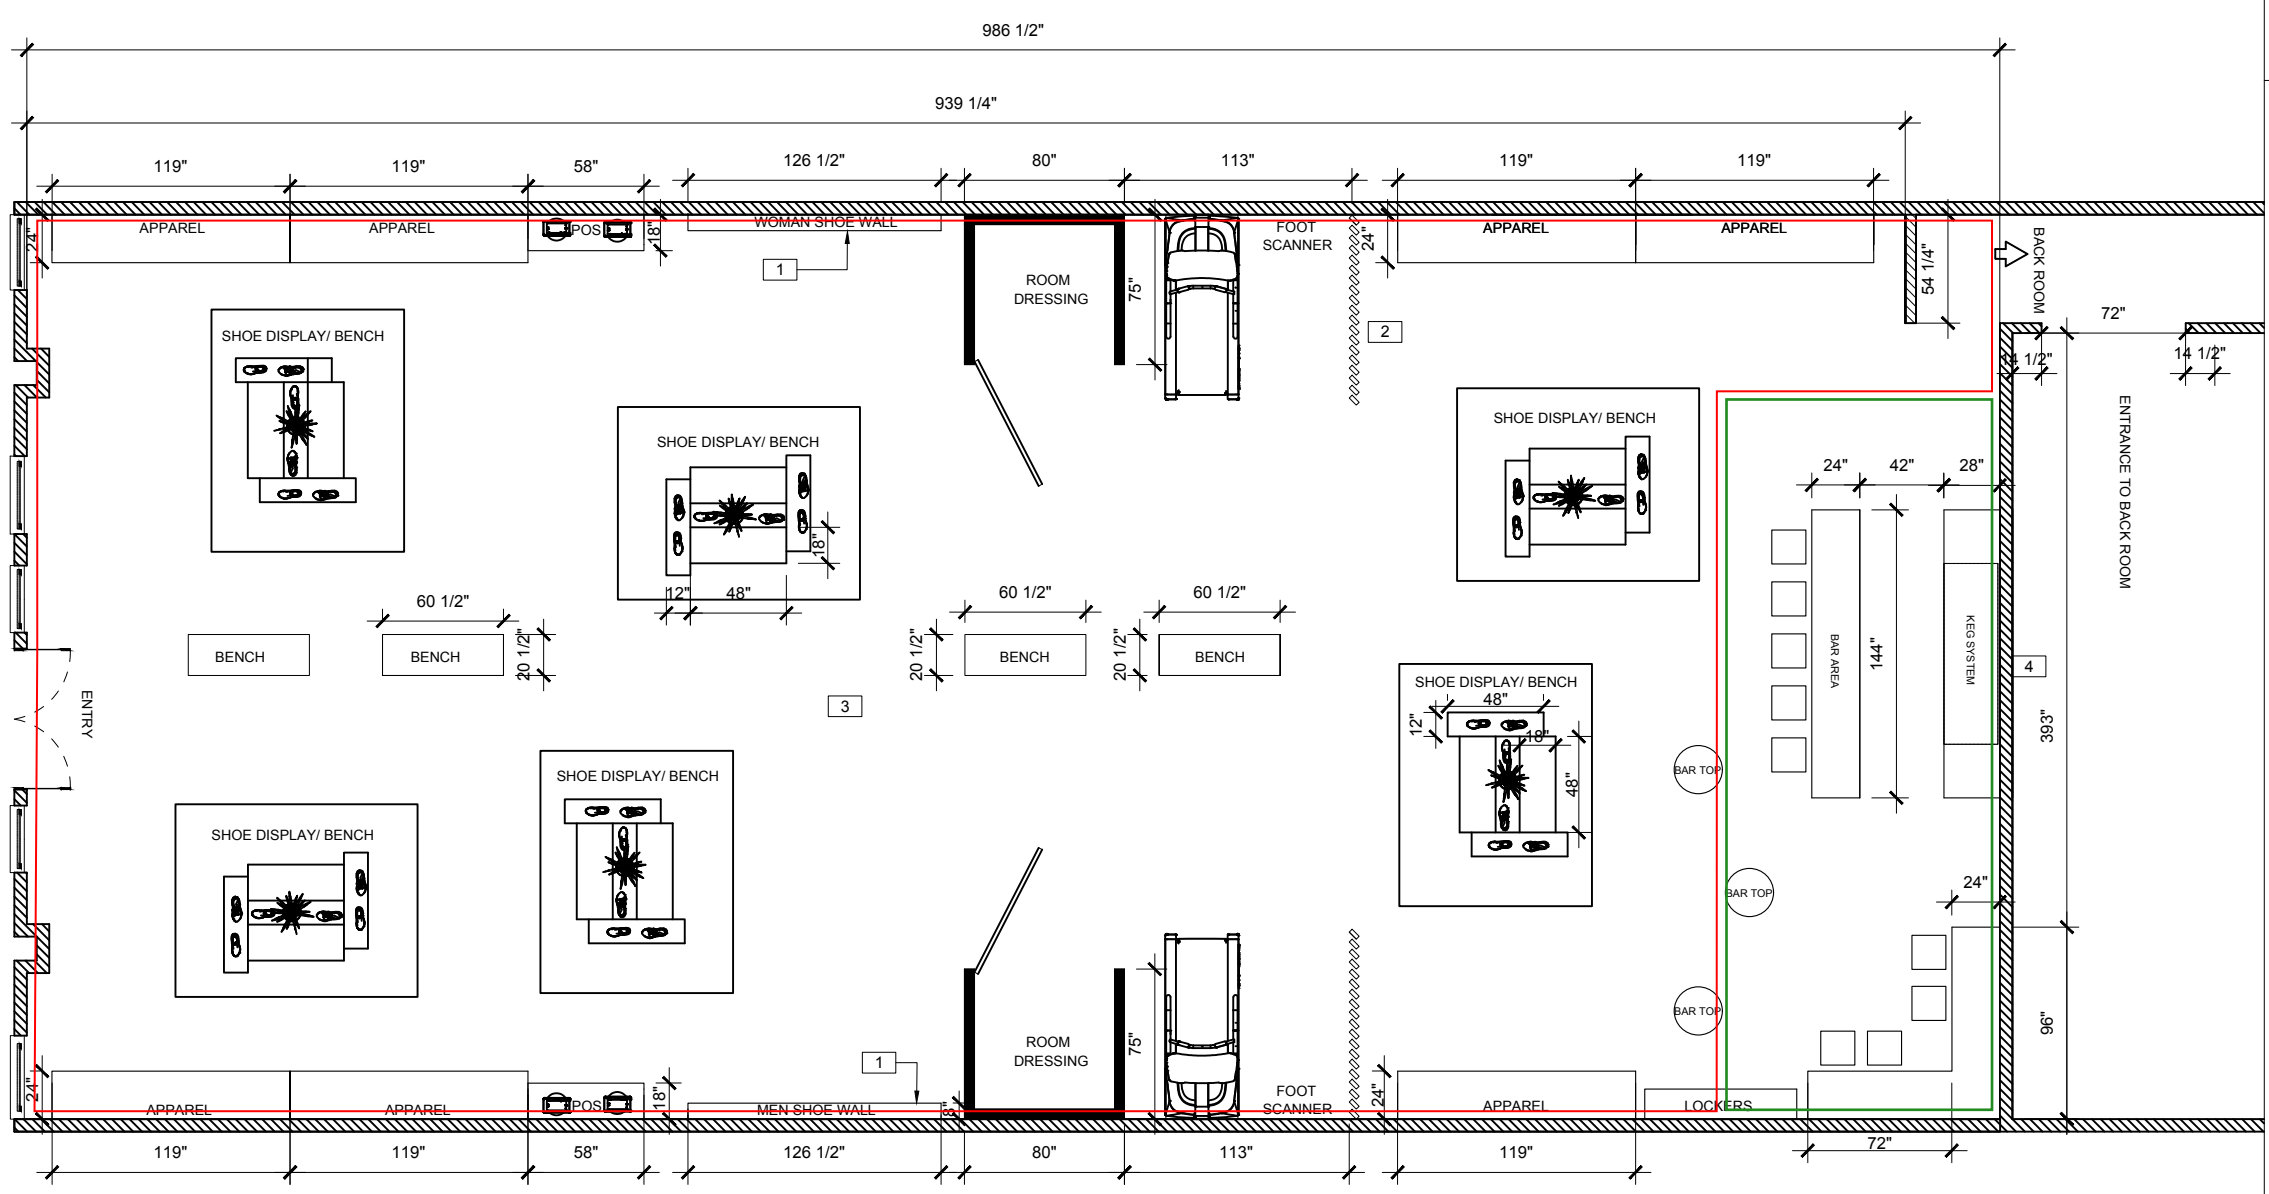 986 1/2"
939 1/4"
119"
119"
58"
126 1/2"
80"
113"
119"
119"
APPAREL
APPAREL
POS
WOMAN SHOE WALL
FOOT
SCANNER
APPAREL
APPAREL
24"
18"
24"
54 1/4"
BACK ROOM
1
ROOM
DRESSING
75"
2
72"
14 1/2"
14 1/2"
SHOE DISPLAY/ BENCH
SHOE DISPLAY/ BENCH
SHOE DISPLAY/ BENCH
ENTRANCE TO BACK ROOM
24"
42"
28"
18"
12"
48"
60 1/2"
60 1/2"
60 1/2"
BENCH
BENCH
20 1/2"
20 1/2"
BENCH
20 1/2"
BENCH
BAR AREA
144"
KEG SYSTEM
4
ENTRY
3
SHOE DISPLAY/ BENCH
48"
12"
18"
48"
393"
BAR TOP
SHOE DISPLAY/ BENCH
SHOE DISPLAY/ BENCH
BAR TOP
24"
BAR TOP
96"
ROOM
DRESSING
75"
1
24"
18"
8"
24"
APPAREL
APPAREL
POS
MEN SHOE WALL
FOOT
SCANNER
APPAREL
LOCKERS
119"
119"
58"
126 1/2"
80"
113"
119"
72"